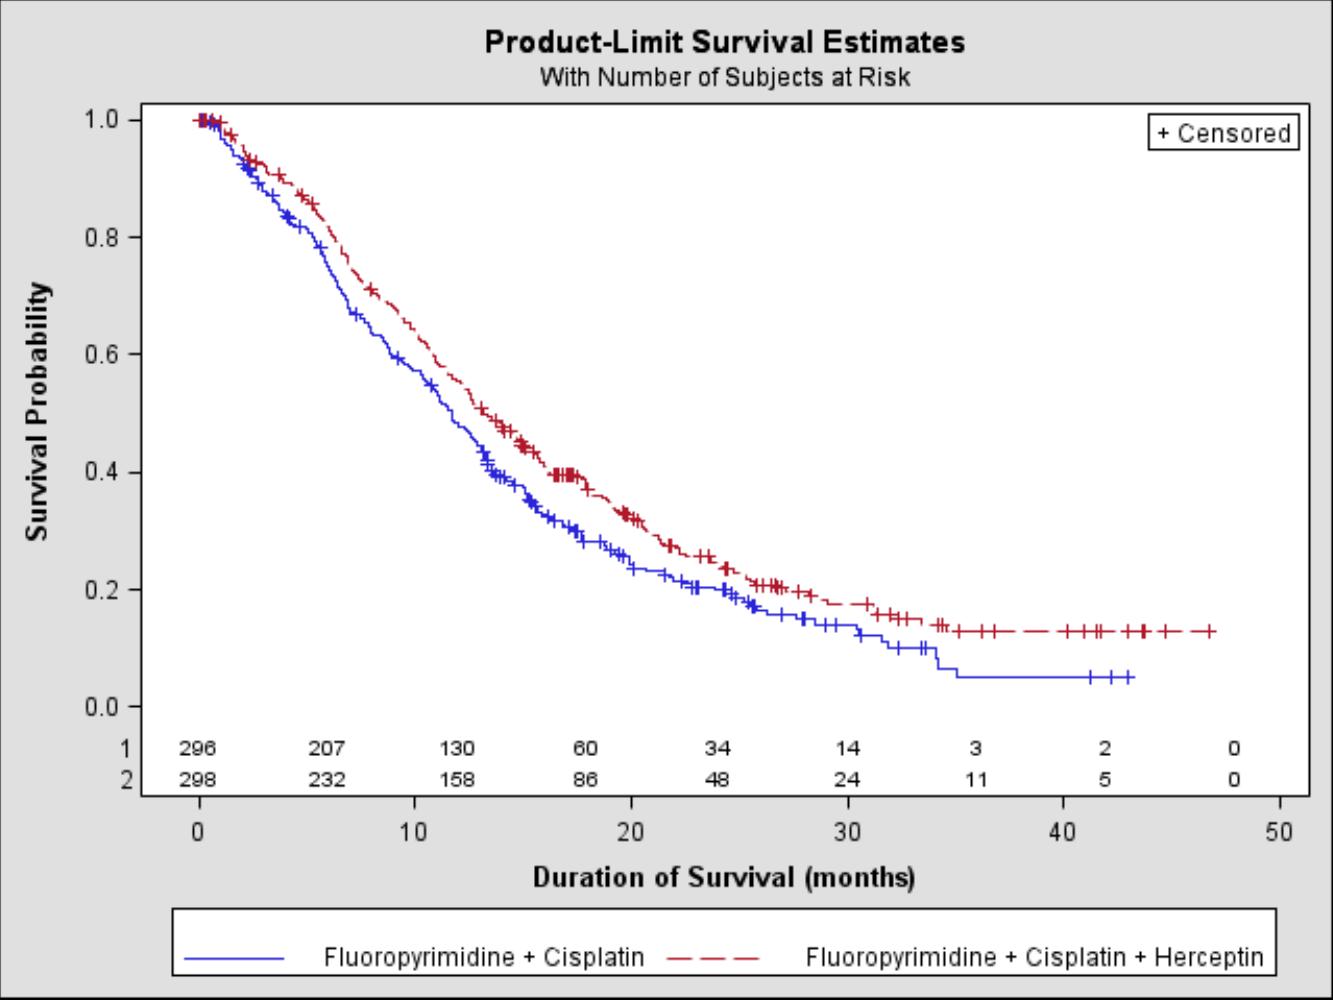 Product-Limit Survival Estimates
With Number of Subjects at Risk
+ Censored
Survival Probability
1.0
0.8
0.6
0.4
0.2
0.0
1 296 207 130 60 34 14 3 2 0
2 298 232 158 86 48 24 11 5 0
0 10 20 30 40 50
Duration of Survival (months)
Fluoropyrimidine + Cisplatin Fluoropyrimidine + Cisplatin + Herceptin